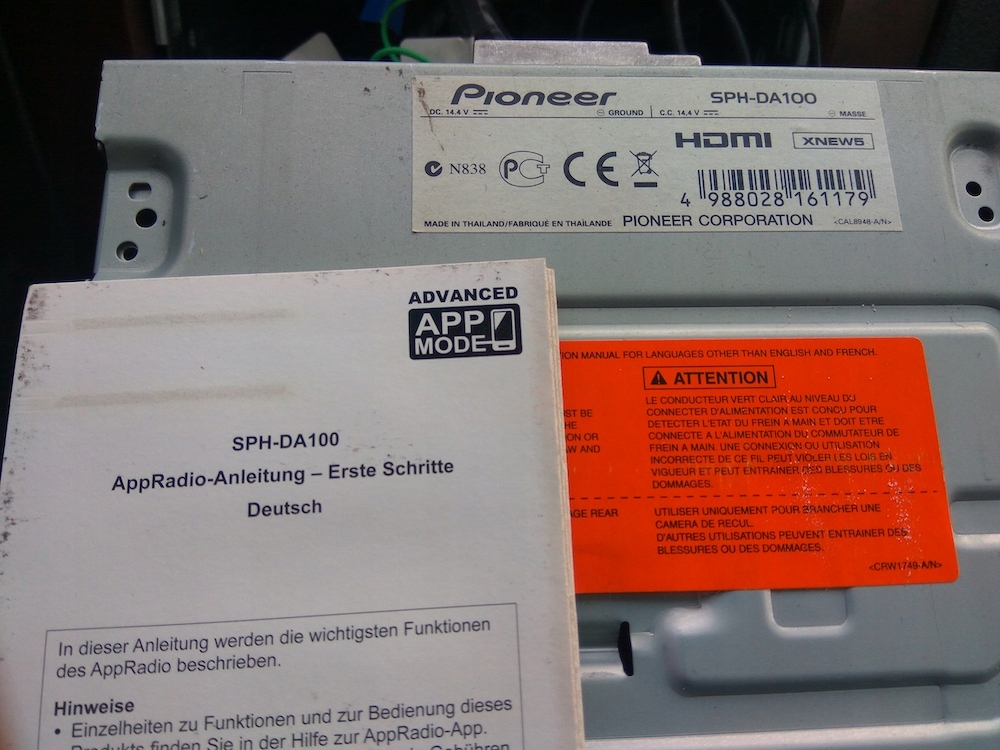 Pioneer SPH-DA100
DC. 14.4 V GROUND C.C. 14,4 V MASSE
HDMI XNEW5
N838 CE
4 988028 161179
MADE IN THAILAND/FABRIQUÉ EN THAÏLANDE PIONEER CORPORATION <CAL8948-A/N>
ADVANCED
APP
MODE
SPH-DA100
AppRadio-Anleitung – Erste Schritte
Deutsch
In dieser Anleitung werden die wichtigsten Funktionen
des AppRadio beschrieben.
Hinweise
• Einzelheiten zu Funktionen und zur Bedienung dieses
Produkts finden Sie in der Hilfe zur AppRadio-App.
Gebühren
MANUAL FOR LANGUAGES OTHER THAN ENGLISH AND FRENCH.
ATTENTION
LE CONDUCTEUR VERT CLAIR AU NIVEAU DU
CONNECTER D'ALIMENTATION EST CONÇU POUR
DETECTER L'ETAT DU FREIN A MAIN ET DOIT ETRE
CONNECTE A L'ALIMENTATION DU COMMUTATEUR DE
FREIN A MAIN. UNE CONNEXION OU UTILISATION
INCORRECTE DE CE FIL PEUT VIOLER LES LOIS EN
VIGUEUR ET PEUT ENTRAINER DES BLESSURES OU DES
DOMMAGES.
BE
OR
AND
REAR
UTILISER UNIQUEMENT POUR BRANCHER UNE
CAMERA DE RECUL.
D'AUTRES UTILISATIONS PEUVENT ENTRAINER DES
BLESSURES OU DES DOMMAGES.
<CRW1749-A/N>